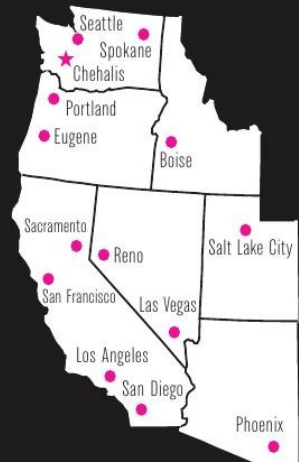 Seattle
Spokane
Chehalis
Portland
Eugene
Boise
Sacramento
Reno
Salt Lake City
San Francisco
Las Vegas
Los Angeles
San Diego
Phoenix